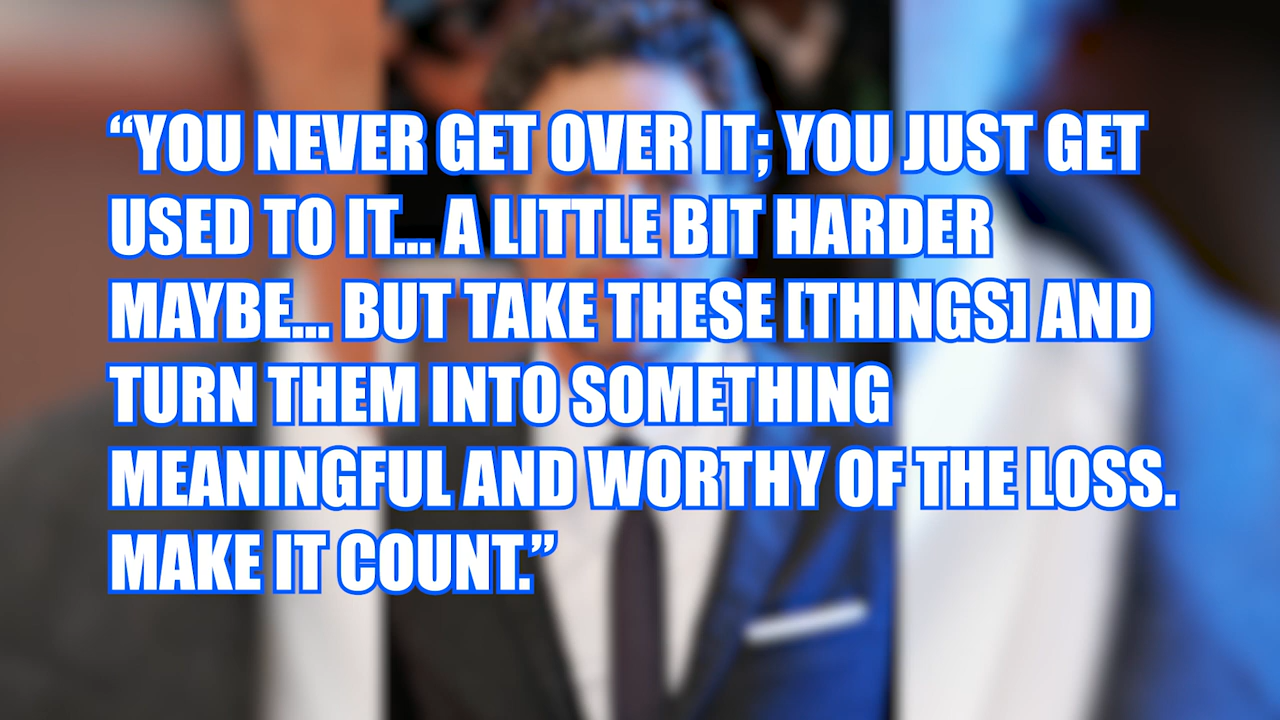 “YOU NEVER GET OVER IT; YOU JUST GET
USED TO IT... A LITTLE BIT HARDER
MAYBE... BUT TAKE THESE [THINGS] AND
TURN THEM INTO SOMETHING
MEANINGFUL AND WORTHY OF THE LOSS.
MAKE IT COUNT.”